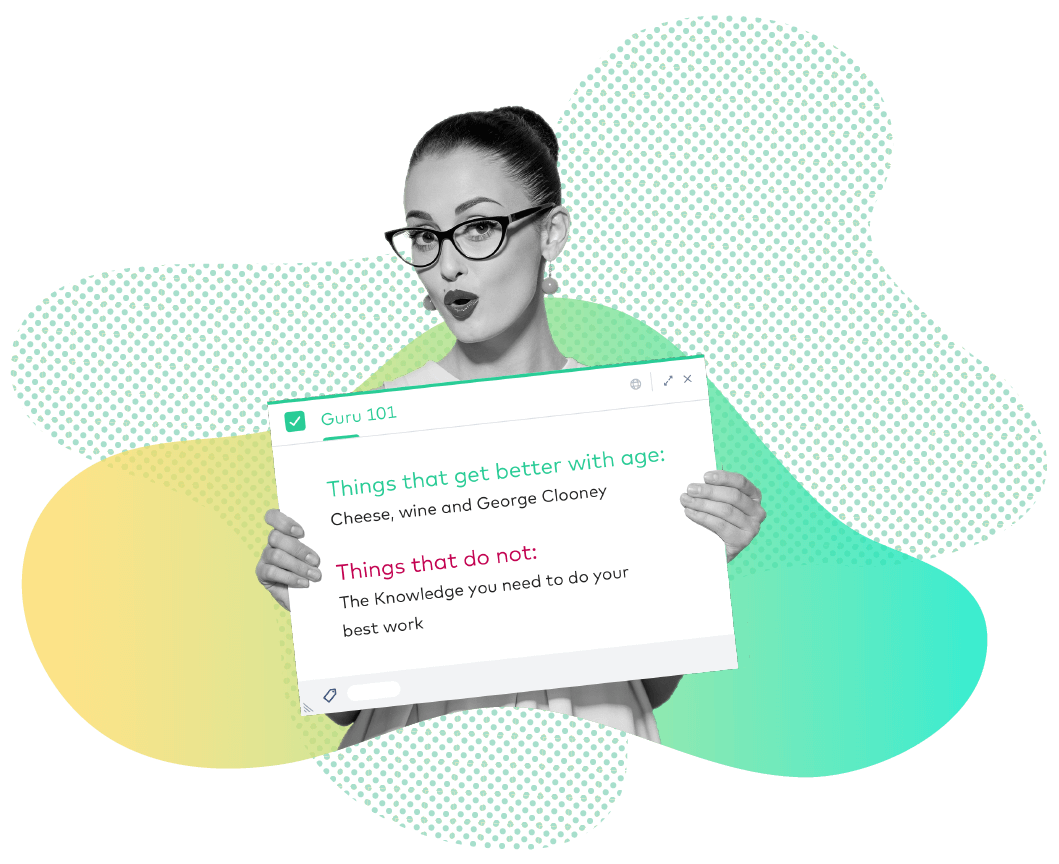 Guru 101
Things that get better with age:
Cheese, wine and George Clooney
Things that do not:
The Knowledge you need to do your
best work